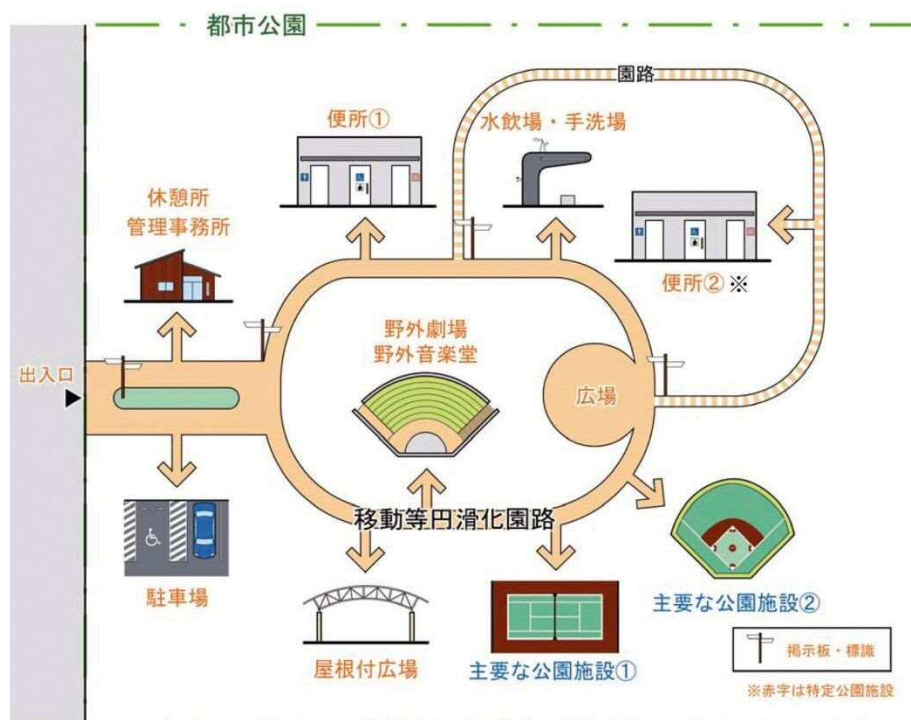 都市公園
園路
便所①
水飲場・手洗場
休憩所
管理事務所
便所②※
野外劇場
野外音楽堂
出入口
広場
移動等円滑化園路
駐車場
屋根付広場
主要な公園施設①
主要な公園施設②
掲示板・標識
※赤字は特定公園施設